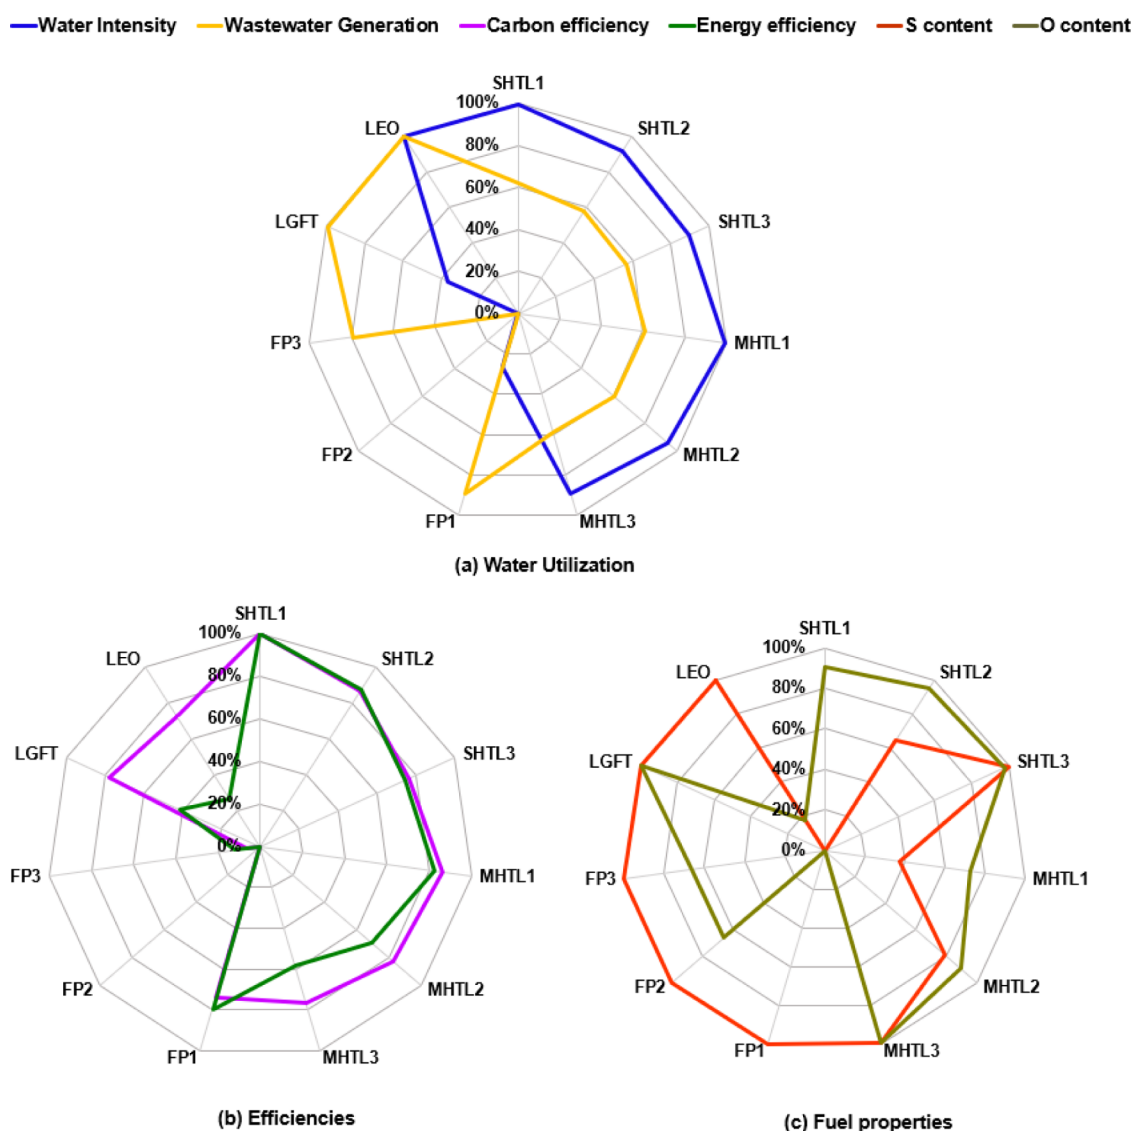 Water Intensity Wastewater Generation Carbon efficiency Energy efficiency S content O content
SHTL1
100%
LEO
SHTL2
80%
60%
LGFT
SHTL3
40%
20%
0%
FP3
MHTL1
FP2
MHTL2
FP1
MHTL3
(a) Water Utilization
SHTL1
100%
LEO
SHTL2
80%
60%
LGFT
SHTL3
40%
20%
0%
FP3
MHTL1
FP2
MHTL2
FP1
MHTL3
(b) Efficiencies
SHTL1
100%
LEO
SHTL2
80%
60%
LGFT
SHTL3
40%
20%
0%
FP3
MHTL1
FP2
MHTL2
FP1
MHTL3
(c) Fuel properties